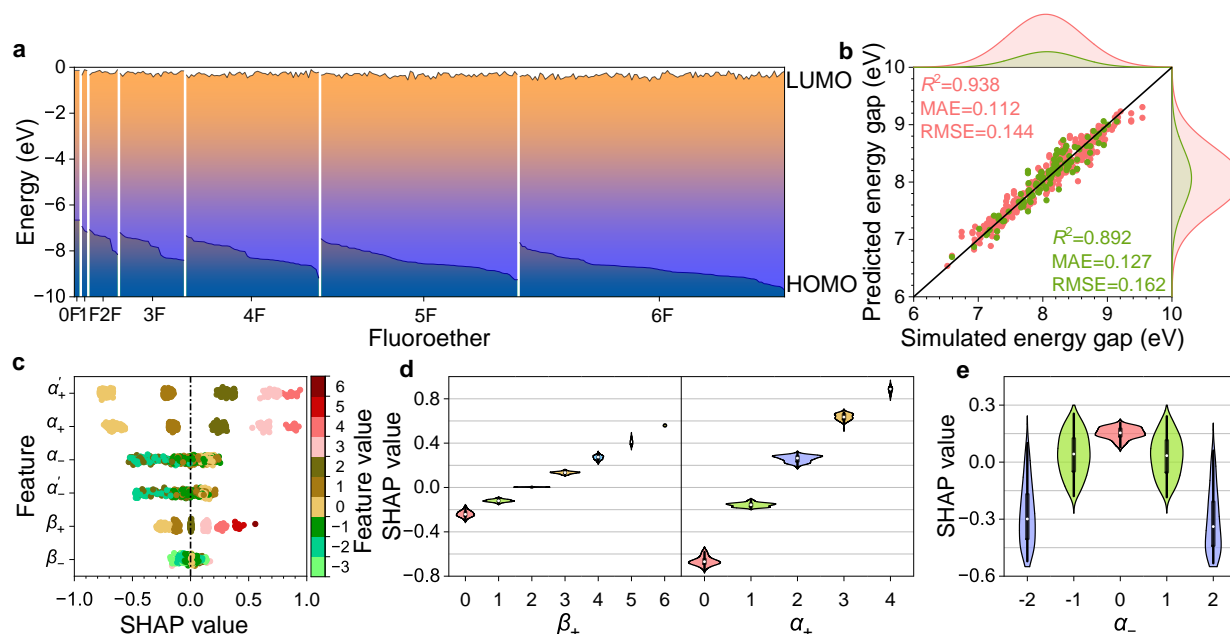 a
0
−2
−4
−6
−8
−10
Energy (eV)
LUMO
HOMO
0F1F2F 3F 4F 5F 6F
Fluoroether
b
10
9
8
7
6
Predicted energy gap (eV)
R²=0.938
MAE=0.112
RMSE=0.144
R²=0.892
MAE=0.127
RMSE=0.162
6 7 8 9 10
Simulated energy gap (eV)
c
Feature
α′₊
α₊
α₋
α′₋
β₊
β₋
−1.0 −0.5 0.0 0.5 1.0
SHAP value
6
5
4
3
2
1
0
−1
−2
−3
Feature value
d
0.8
0.4
0.0
−0.4
−0.8
SHAP value
0 1 2 3 4 5 6 0 1 2 3 4
β₊ α₊
e
0.3
0.0
−0.3
−0.6
SHAP value
-2 -1 0 1 2
α₋